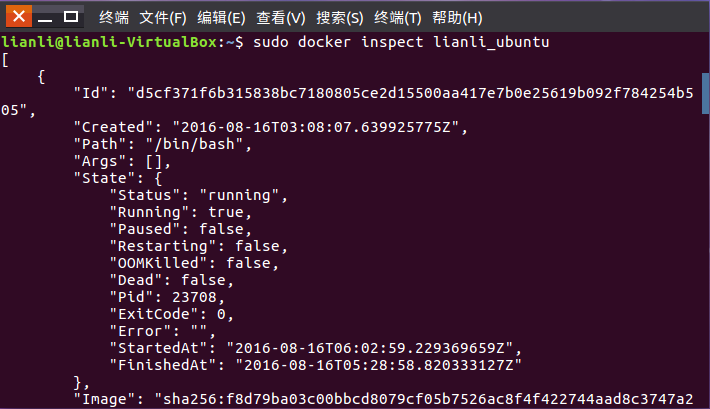 终端 文件(F) 编辑(E) 查看(V) 搜索(S) 终端(T) 帮助(H)
lianli@lianli-VirtualBox:~$ sudo docker inspect lianli_ubuntu
[
    {
        "Id": "d5cf371f6b315838bc7180805ce2d15500aa417e7b0e25619b092f784254b5
05",
        "Created": "2016-08-16T03:08:07.639925775Z",
        "Path": "/bin/bash",
        "Args": [],
        "State": {
            "Status": "running",
            "Running": true,
            "Paused": false,
            "Restarting": false,
            "OOMKilled": false,
            "Dead": false,
            "Pid": 23708,
            "ExitCode": 0,
            "Error": "",
            "StartedAt": "2016-08-16T06:02:59.229369659Z",
            "FinishedAt": "2016-08-16T05:28:58.820333127Z"
        },
        "Image": "sha256:f8d79ba03c00bbcd8079cf05b7526ac8f4f422744aad8c3747a2